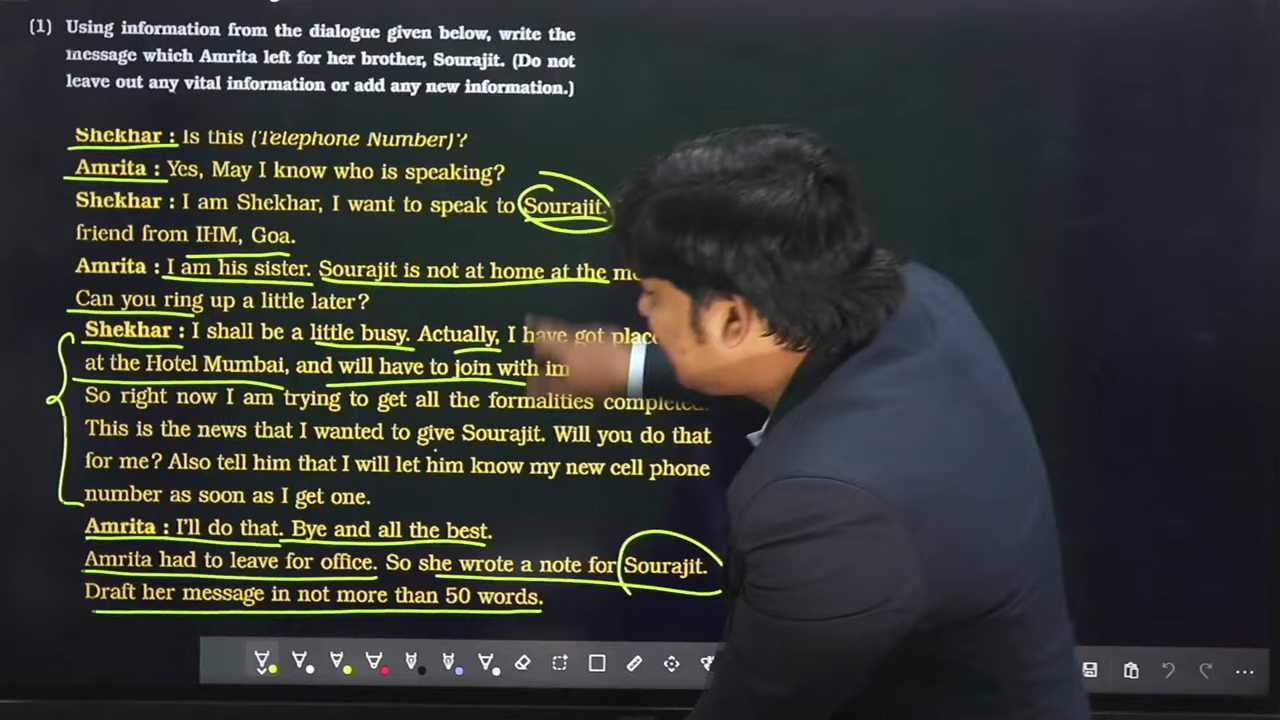 (1) Using information from the dialogue given below, write the
message which Amrita left for her brother, Sourajit. (Do not
leave out any vital information or add any new information.)
Shekhar : Is this (Telephone Number)?
Amrita : Yes, May I know who is speaking?
Shekhar : I am Shekhar, I want to speak to Sourajit.
friend from IHM, Goa.
Amrita : I am his sister. Sourajit is not at home at the
Can you ring up a little later?
Shekhar : I shall be a little busy. Actually, I have got
at the Hotel Mumbai, and will have to join with
So right now I am trying to get all the formalities completed.
This is the news that I wanted to give Sourajit. Will you do that
for me? Also tell him that I will let him know my new cell phone
number as soon as I get one.
Amrita : I'll do that. Bye and all the best.
Amrita had to leave for office. So she wrote a note for Sourajit.
Draft her message in not more than 50 words.